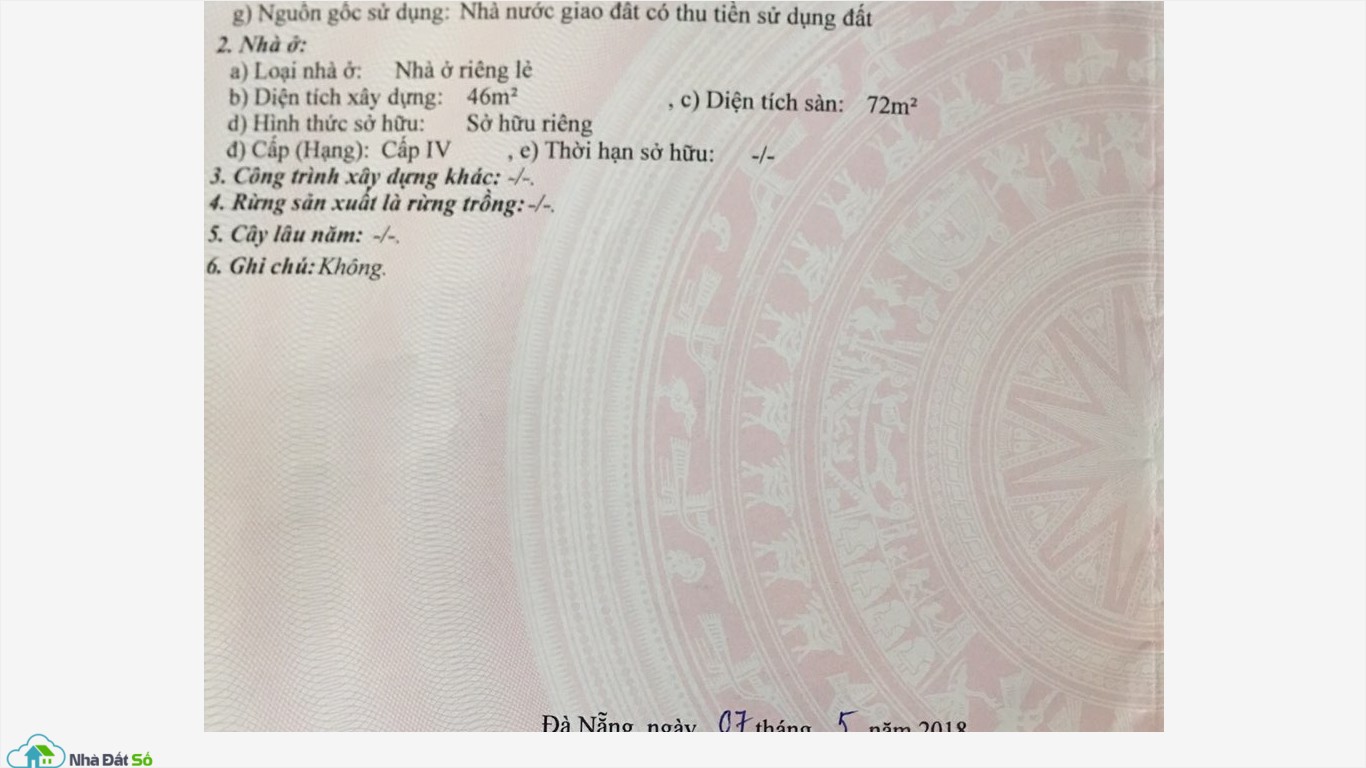 g) Nguồn gốc sử dụng: Nhà nước giao đất có thu tiền sử dụng đất
2. Nhà ở:
a) Loại nhà ở: Nhà ở riêng lẻ
b) Diện tích xây dựng: 46m² , c) Diện tích sàn: 72m²
d) Hình thức sở hữu: Sở hữu riêng
đ) Cấp (Hạng): Cấp IV , e) Thời hạn sở hữu: -/-
3. Công trình xây dựng khác: -/-.
4. Rừng sản xuất là rừng trồng: -/-.
5. Cây lâu năm: -/-.
6. Ghi chú: Không.
Đà Nẵng, ngày 07 tháng 5 năm 2018
Nhà Đất Số